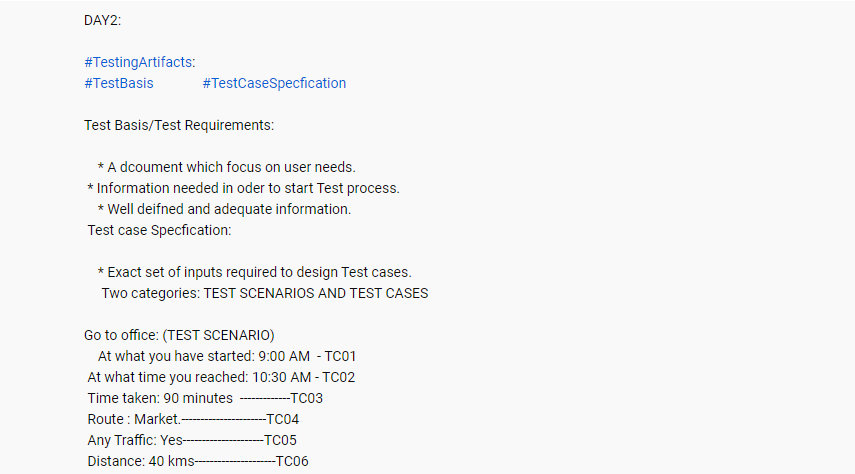 DAY2:
#TestingArtifacts:
#TestBasis #TestCaseSpecfication
Test Basis/Test Requirements:
* A dcoument which focus on user needs.
* Information needed in oder to start Test process.
* Well deifned and adequate information.
Test case Specfication:
* Exact set of inputs required to design Test cases.
Two categories: TEST SCENARIOS AND TEST CASES
Go to office: (TEST SCENARIO)
At what you have started: 9:00 AM - TC01
At what time you reached: 10:30 AM - TC02
Time taken: 90 minutes -------------TC03
Route : Market.----------------------TC04
Any Traffic: Yes---------------------TC05
Distance: 40 kms---------------------TC06